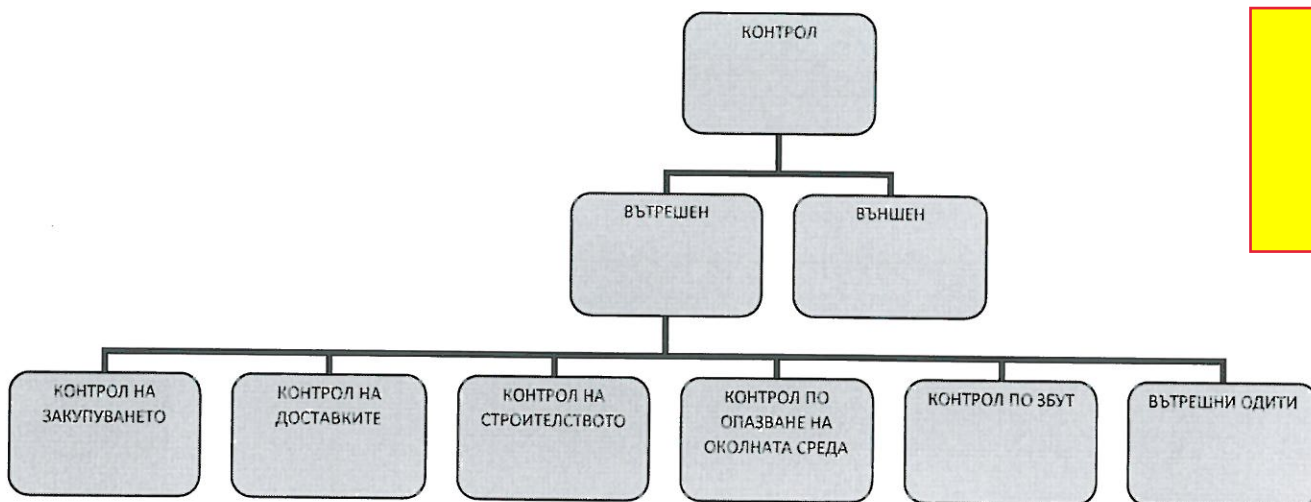 КОНТРОЛ
ВЪТРЕШЕН
ВЪНШЕН
КОНТРОЛ НА
ЗАКУПУВАНЕТО
КОНТРОЛ НА
ДОСТАВКИТЕ
КОНТРОЛ НА
СТРОИТЕЛСТВОТО
КОНТРОЛ ПО
ОПАЗВАНЕ НА
ОКОЛНАТА СРЕДА
КОНТРОЛ ПО ЗБУТ
ВЪТРЕШНИ ОДИТИ